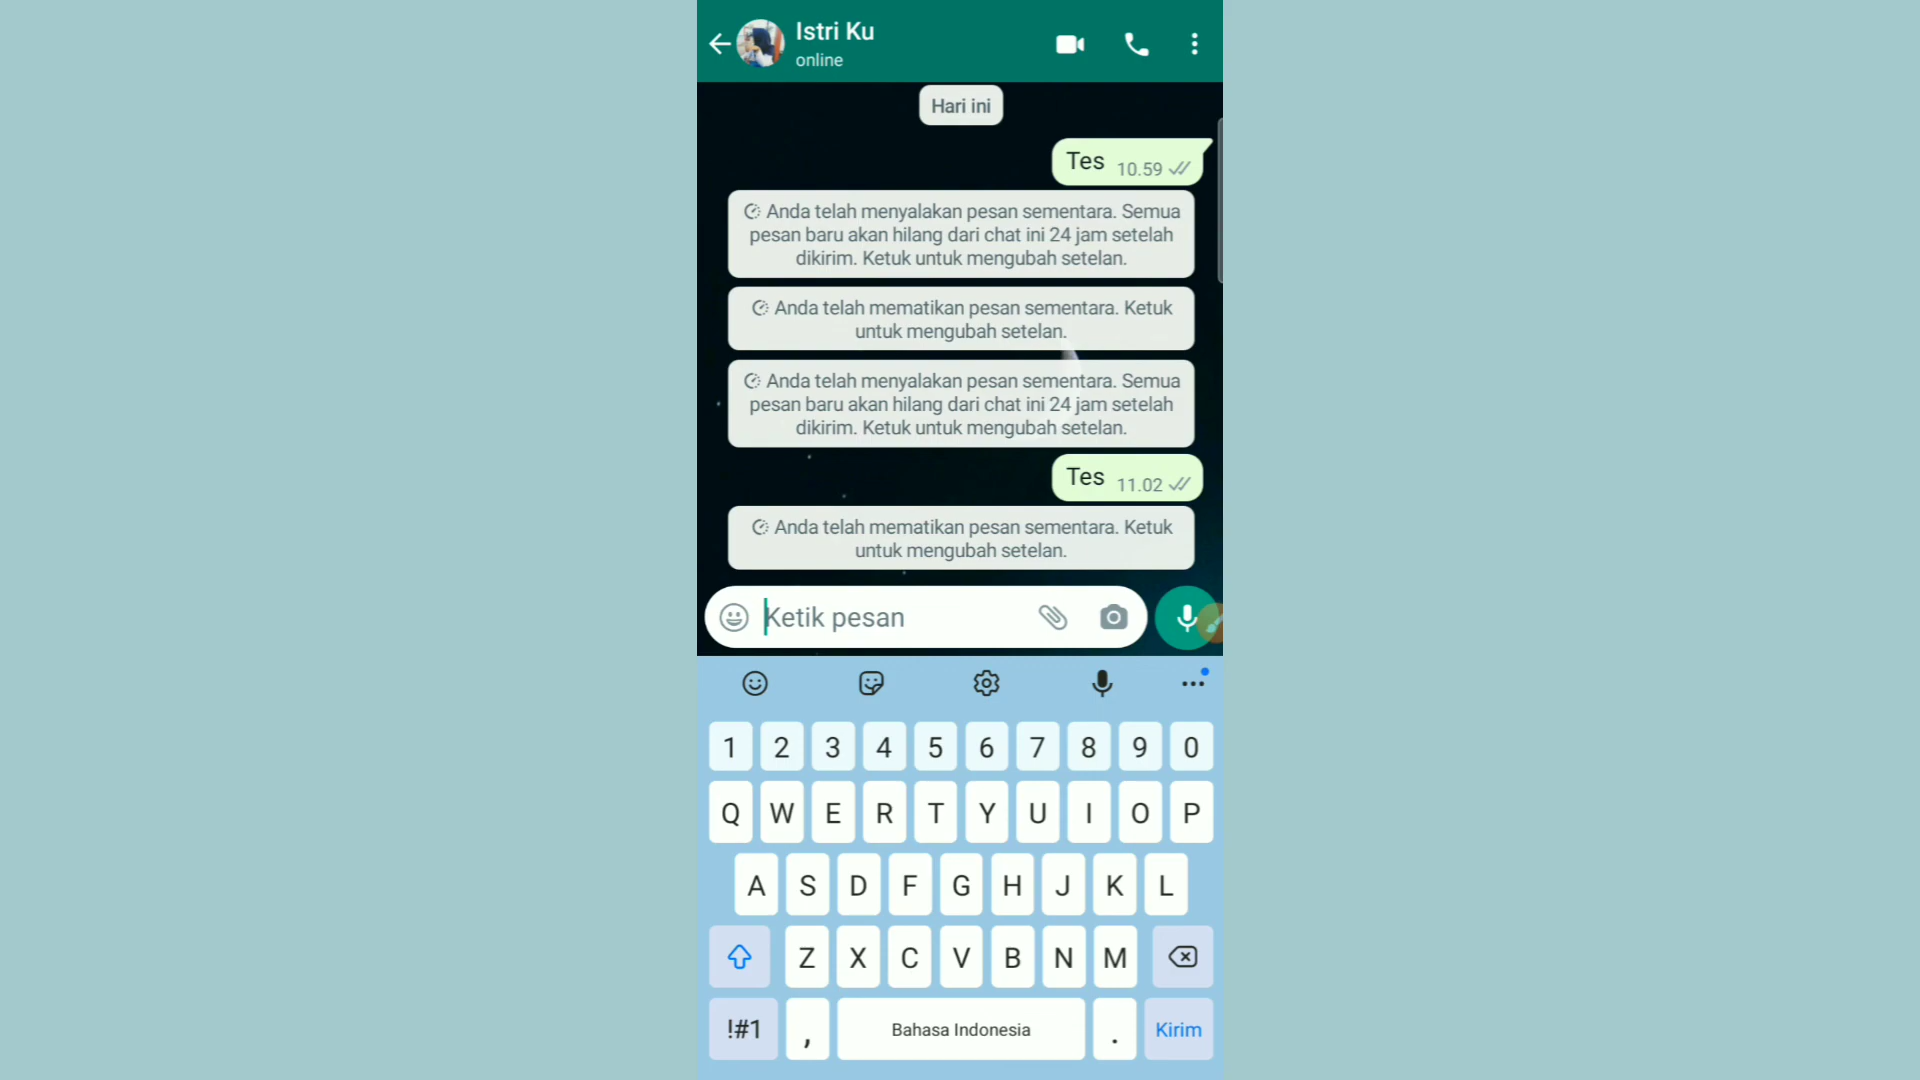 Istri Ku
online
Hari ini
Tes 10.59
Anda telah menyalakan pesan sementara. Semua
pesan baru akan hilang dari chat ini 24 jam setelah
dikirim. Ketuk untuk mengubah setelan.
Anda telah mematikan pesan sementara. Ketuk
untuk mengubah setelan.
Anda telah menyalakan pesan sementara. Semua
pesan baru akan hilang dari chat ini 24 jam setelah
dikirim. Ketuk untuk mengubah setelan.
Tes 11.02
Anda telah mematikan pesan sementara. Ketuk
untuk mengubah setelan.
Ketik pesan
1 2 3 4 5 6 7 8 9 0
Q W E R T Y U I O P
A S D F G H J K L
Z X C V B N M
!#1 , Bahasa Indonesia . Kirim